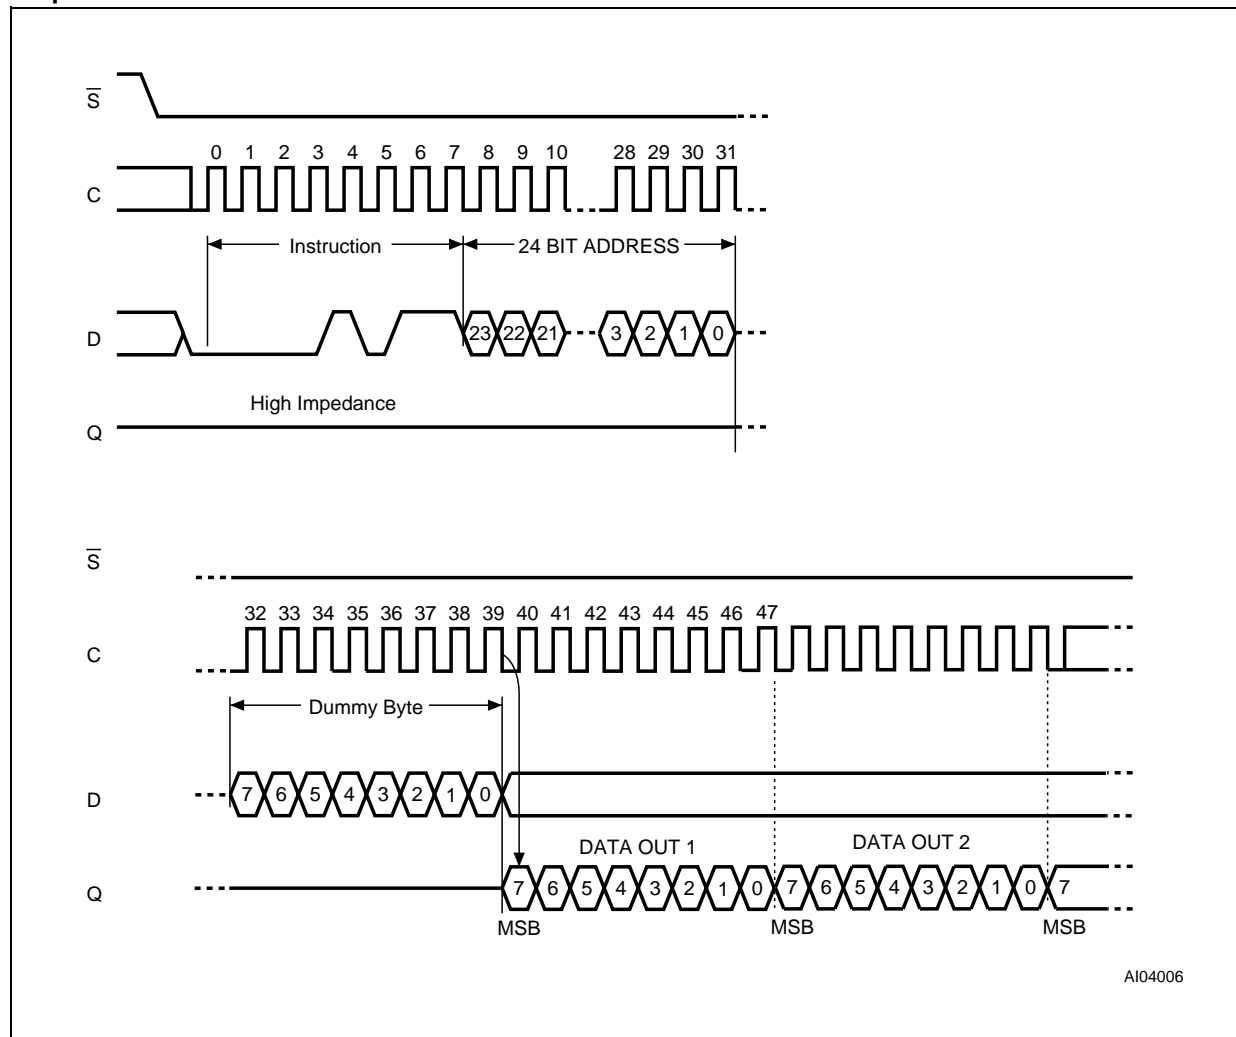 S
0 1 2 3 4 5 6 7 8 9 10 28 29 30 31
C
Instruction 24 BIT ADDRESS
D 23 22 21 3 2 1 0
High Impedance
Q
S
32 33 34 35 36 37 38 39 40 41 42 43 44 45 46 47
C
Dummy Byte
D 7 6 5 4 3 2 1 0
DATA OUT 1 DATA OUT 2
Q 7 6 5 4 3 2 1 0 7 6 5 4 3 2 1 0 7
MSB MSB MSB
AI04006